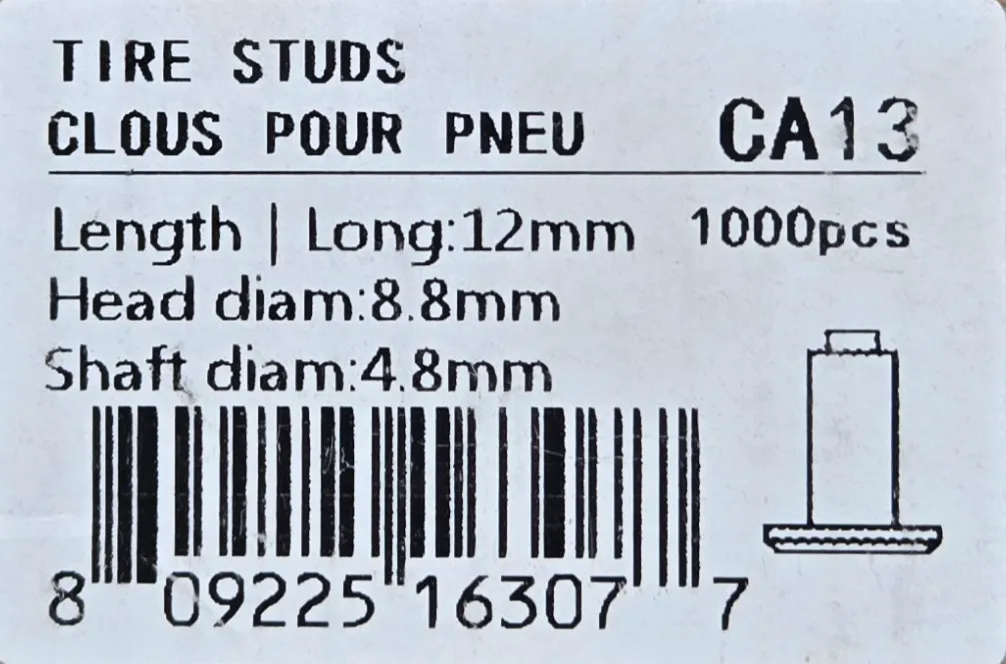 TIRE STUDS
CLOUS POUR PNEU CA13
Length | Long:12mm 1000pcs
Head diam:8.8mm
Shaft diam:4.8mm
8 09225 16307 7